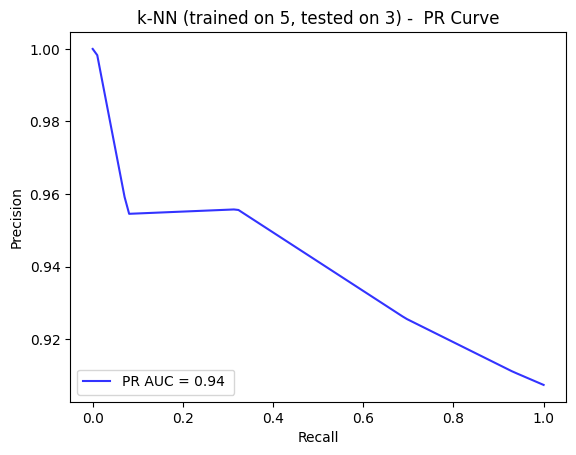 k-NN (trained on 5, tested on 3) -  PR Curve
1.00
0.98
0.96
0.94
0.92
Precision
PR AUC = 0.94
0.0 0.2 0.4 0.6 0.8 1.0
Recall